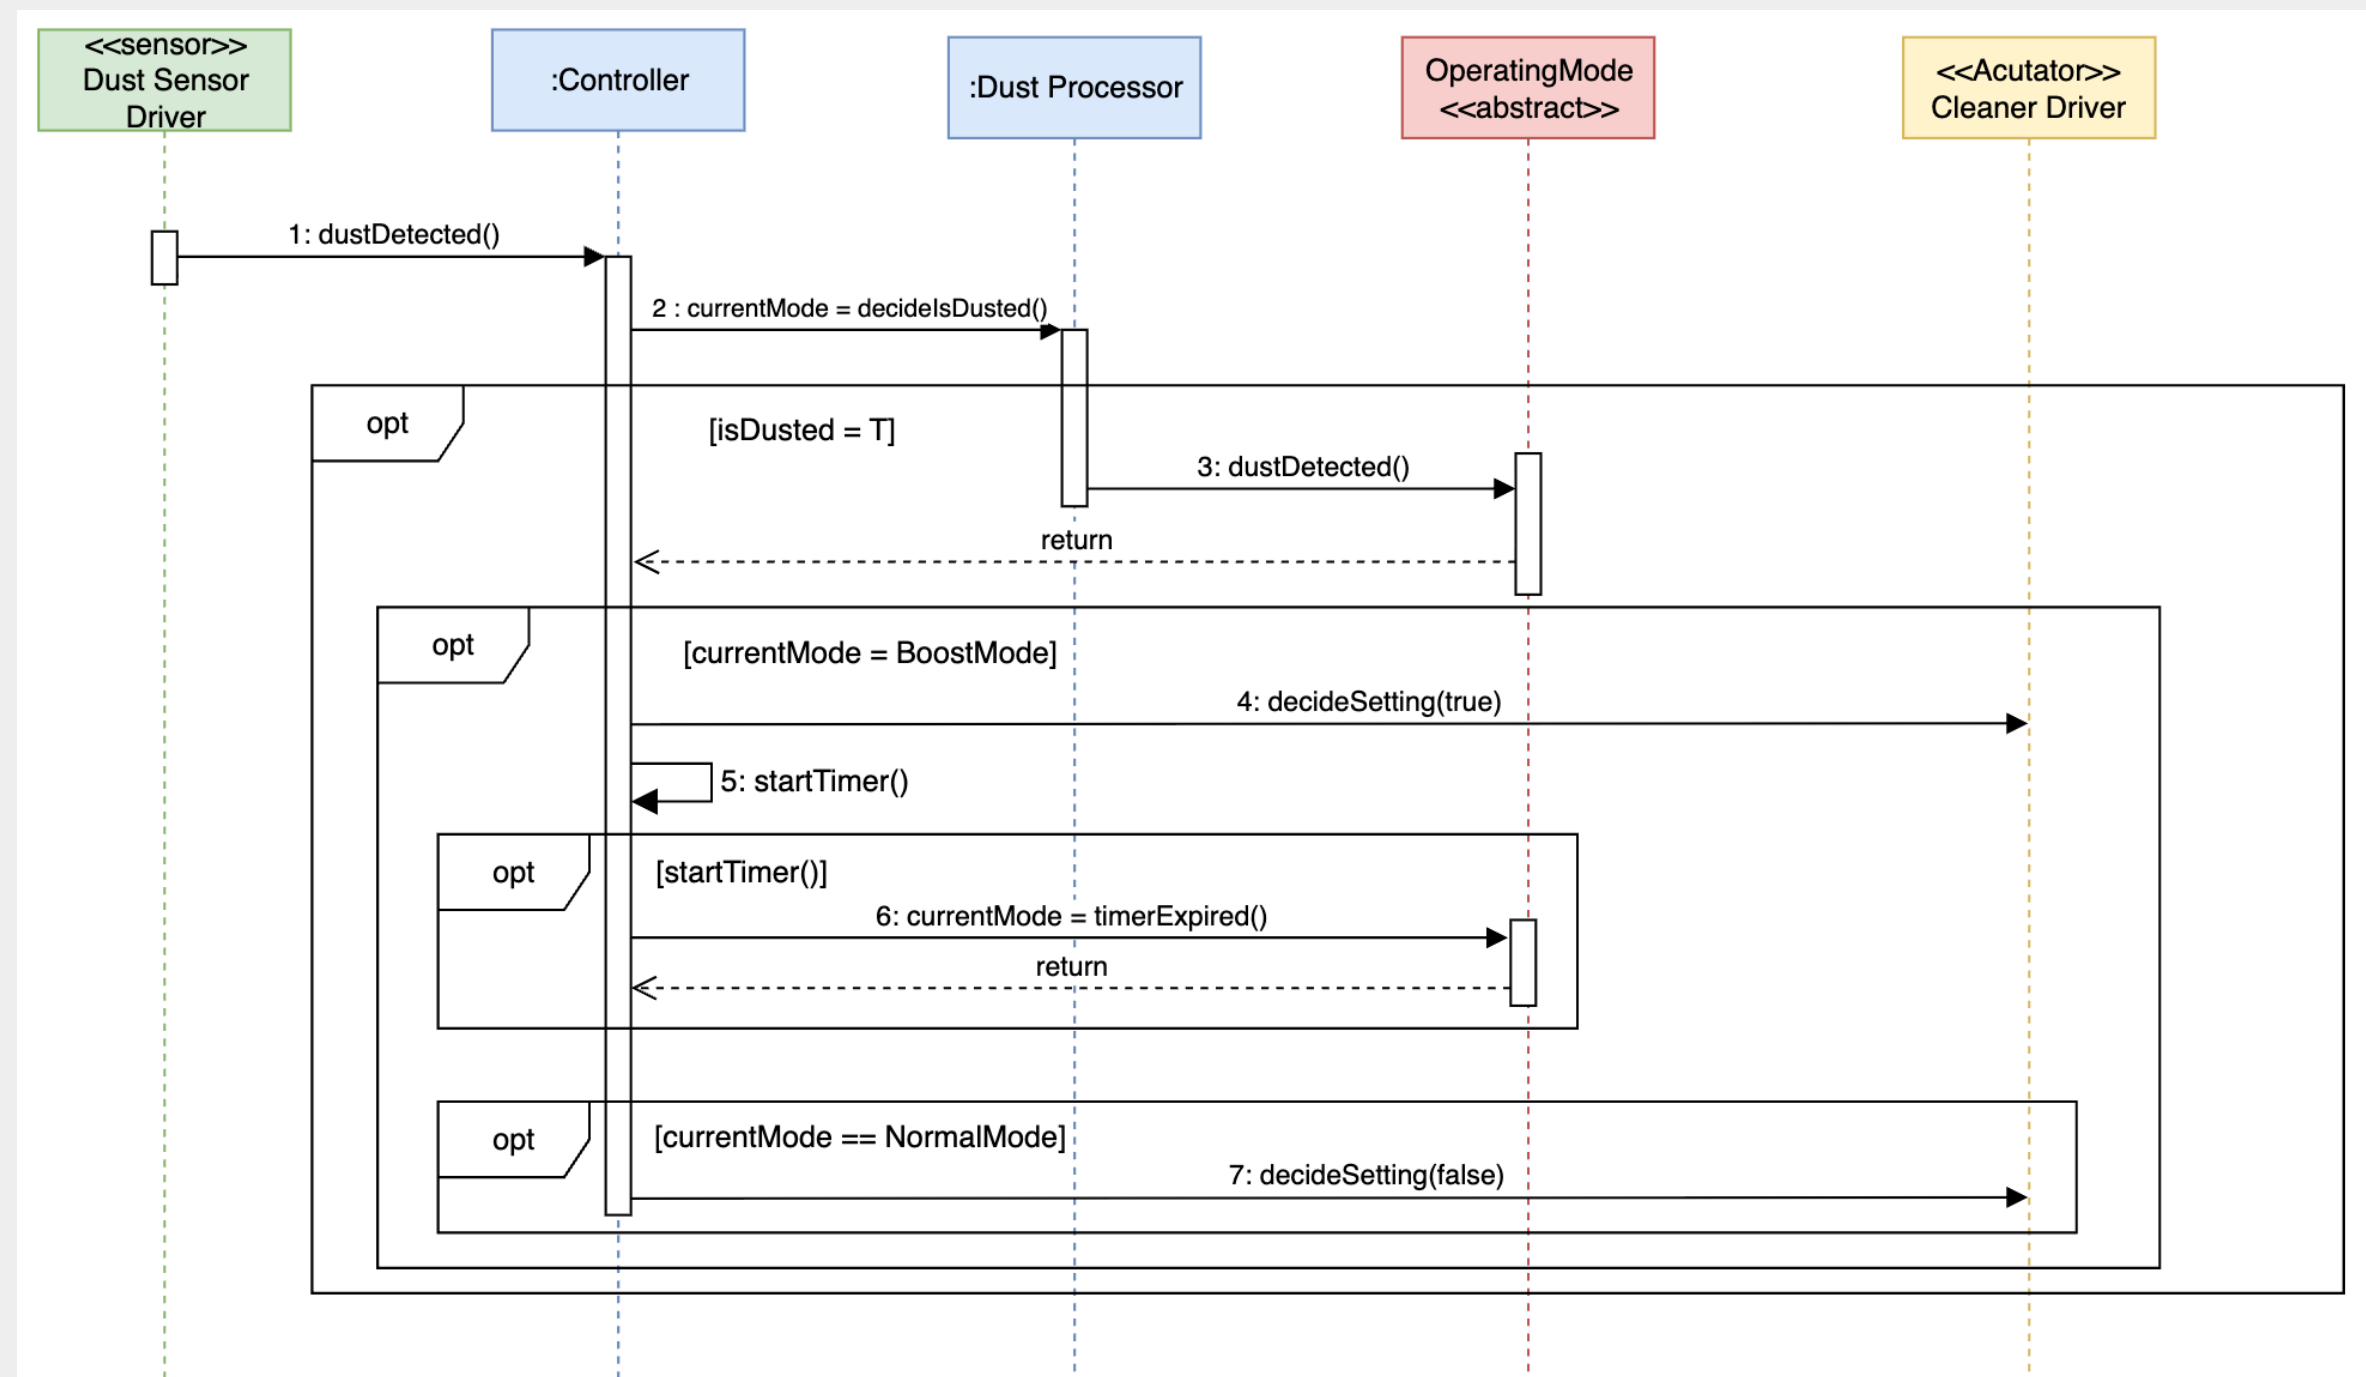 <<sensor>>
Dust Sensor
Driver
:Controller
:Dust Processor
OperatingMode
<<abstract>>
<<Acutator>>
Cleaner Driver
1: dustDetected()
2 : currentMode = decideIsDusted()
opt
[isDusted = T]
3: dustDetected()
return
opt
[currentMode = BoostMode]
4: decideSetting(true)
5: startTimer()
opt
[startTimer()]
6: currentMode = timerExpired()
return
opt
[currentMode == NormalMode]
7: decideSetting(false)